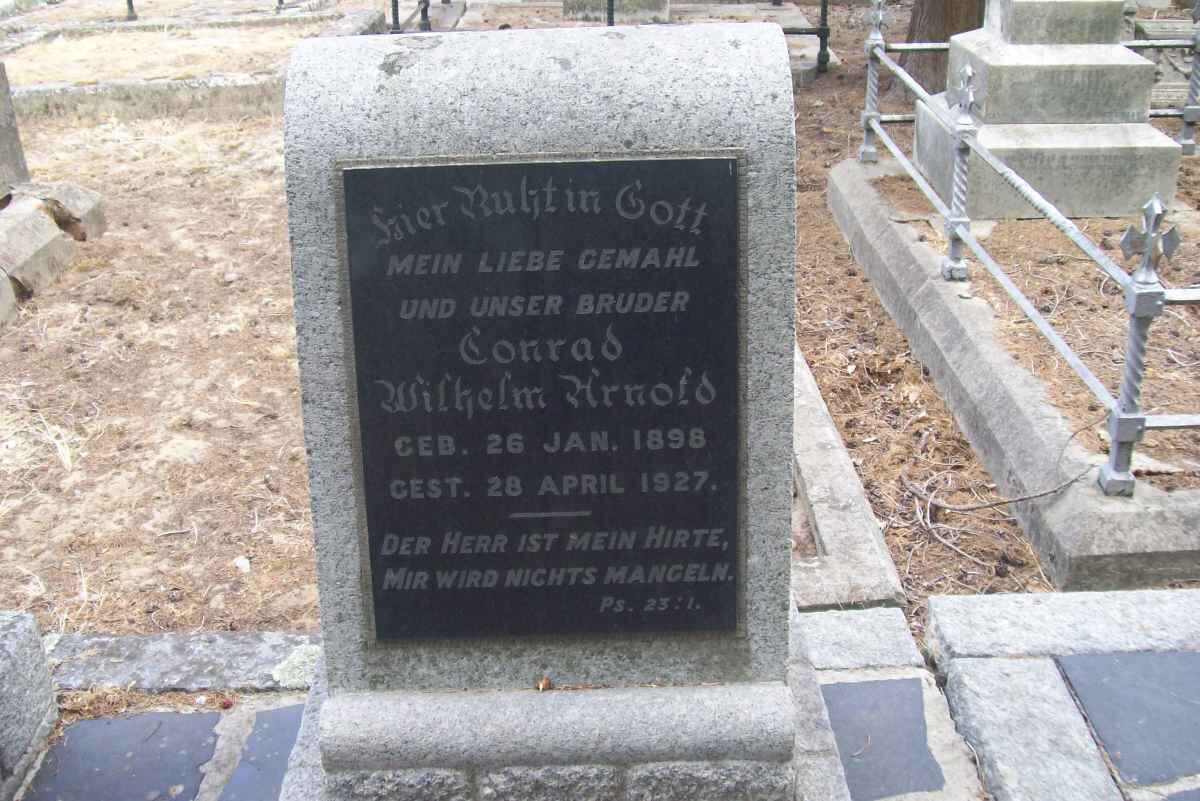 Hier Ruht in Gott
MEIN LIEBE GEMAHL
UND UNSER BRUDER
Conrad
Wilhelm Arnold
GEB. 26 JAN. 1898
GEST. 28 APRIL 1927.
DER HERR IST MEIN HIRTE,
MIR WIRD NICHTS MANGELN.
PS. 23:1.